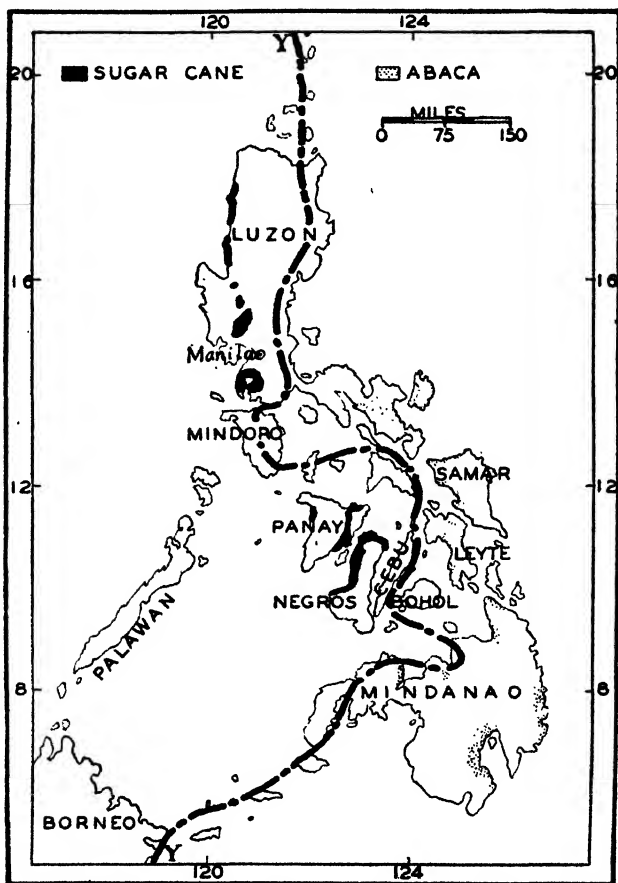 120 124
Y
20 20
SUGAR CANE ABACA
MILES
0 75 150
LUZON
16 16
Manila
MINDORO
SAMAR
12 12
PANAY
LEYTE
CEBU
NEGROS BOHOL
PALAWAN
8 MINDANAO 8
BORNEO
Y
120 124